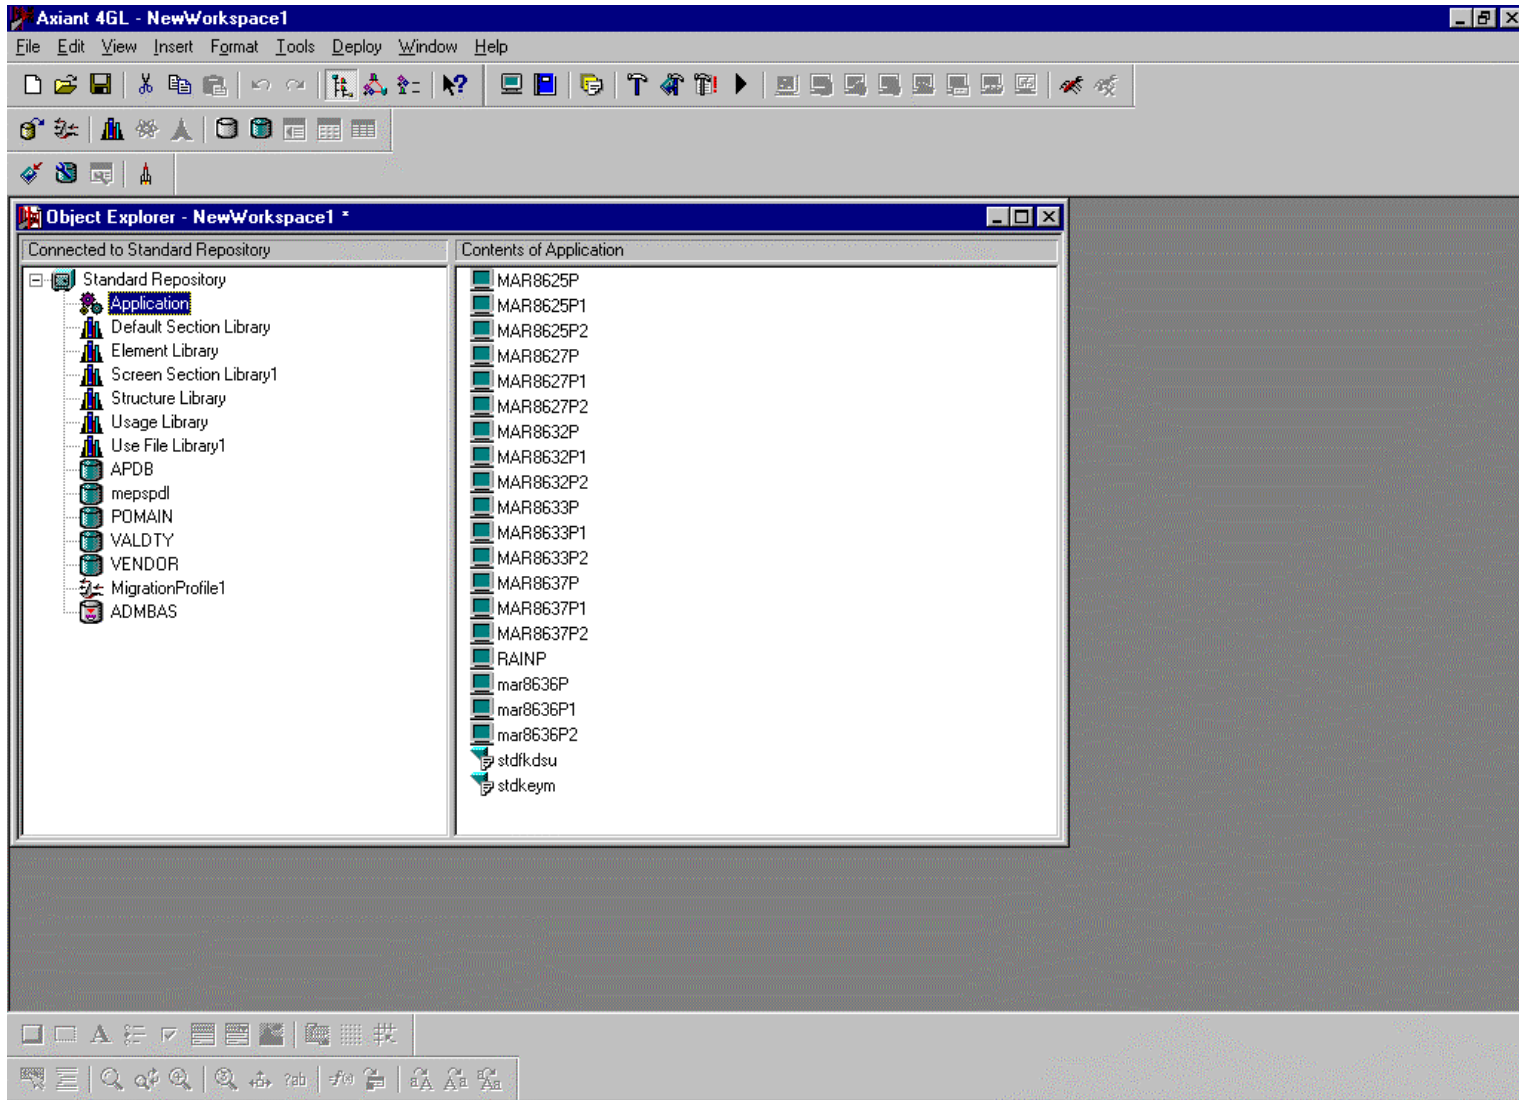 Axiant 4GL - NewWorkspace1
File Edit View Insert Format Tools Deploy Window Help
Object Explorer - NewWorkspace1 *
Connected to Standard Repository
Contents of Application
Standard Repository
Application
Default Section Library
Element Library
Screen Section Library1
Structure Library
Usage Library
Use File Library1
APDB
mepspdl
POMAIN
VALDTY
VENDOR
MigrationProfile1
ADMBAS
MAR8625P
MAR8625P1
MAR8625P2
MAR8627P
MAR8627P1
MAR8627P2
MAR8632P
MAR8632P1
MAR8632P2
MAR8633P
MAR8633P1
MAR8633P2
MAR8637P
MAR8637P1
MAR8637P2
RAINP
mar8636P
mar8636P1
mar8636P2
stdfkdsu
stdkeym
A
?ab